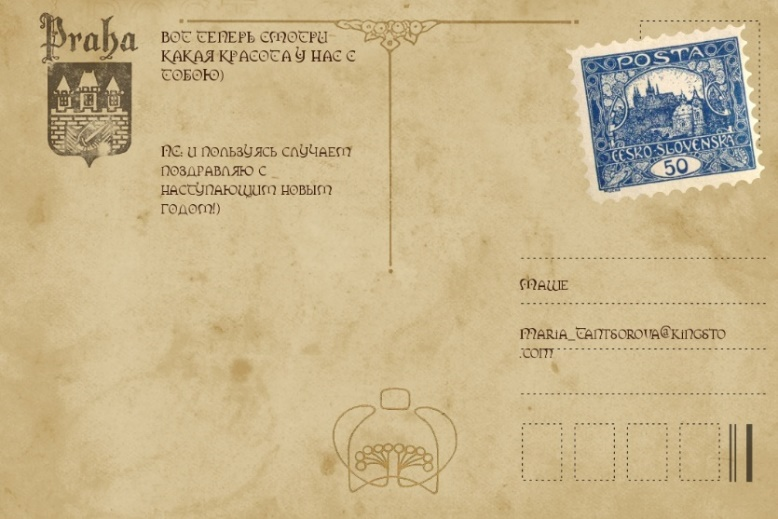 Praha
ВОТ ТЕПЕРЬ СМОТРИ
КАКАЯ КРАСОТА У НАС С
ТОБОЮ)
ПС. И ПОЛЬЗУЯСЬ СЛУЧАЕМ
ПОЗДРАВЛЯЮ С
НАСТУПАЮЩИМ НОВЫМ
ГОДОМ!)
POSTA
ČESKO-SLOVENSKÁ
50
МАШЕ
MARIA_TANTSOROVA@KINGSTO
.COM